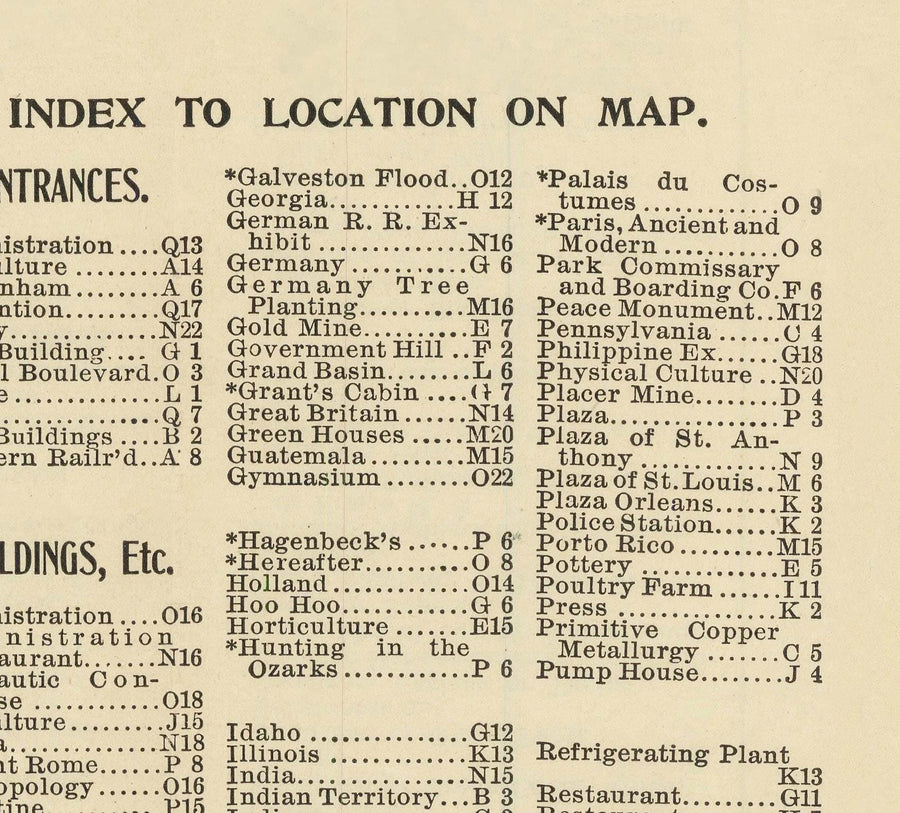 INDEX TO LOCATION ON MAP.
NTRANCES.
istration ....Q13
lture ........A14
nham........A 6
ntion........Q17
y..............N22
Building.... G 1
l Boulevard.O 3
e...............L 1
................Q 7
Buildings ....B 2
ern Railr'd..A 8
LDINGS, Etc.
nistration ....O16
nistration
aurant.......N16
autic Con-
se ............O18
ulture.........J15
a..............N18
nt Rome......P 8
opology......O16
tine..........P15
*Galveston Flood..O12
Georgia............H 12
German R. R. Ex-
hibit ..............N16
Germany ...........G 6
Germany Tree
Planting..........M16
Gold Mine..........E 7
Government Hill ..F 2
Grand Basin........L 6
*Grant's Cabin ....G 7
Great Britain .......N14
Green Houses .....M20
Guatemala.........M15
Gymnasium ........O22
*Hagenbeck's ......P 6
*Hereafter..........O 8
Holland .............O14
Hoo Hoo............G 6
Horticulture .......E15
*Hunting in the
Ozarks ............P 6
Idaho ..............G12
Illinois .............K13
India................N15
Indian Territory...B 3
*Palais du Cos-
tumes .............O 9
*Paris, Ancient and
Modern ...........O 8
Park Commissary
and Boarding Co.F 6
Peace Monument..M12
Pennsylvania ......C 4
Philippine Ex......G18
Physical Culture ..N20
Placer Mine........D 4
Plaza................P 3
Plaza of St. An-
thony .............N 9
Plaza of St. Louis..M 6
Plaza Orleans......K 3
Police Station......K 2
Porto Rico .........M15
Pottery .............E 5
Poultry Farm ......I 11
Press ...............K 2
Primitive Copper
Metallurgy .......C 5
Pump House........J 4
Refrigerating Plant
K13
Restaurant.........G11